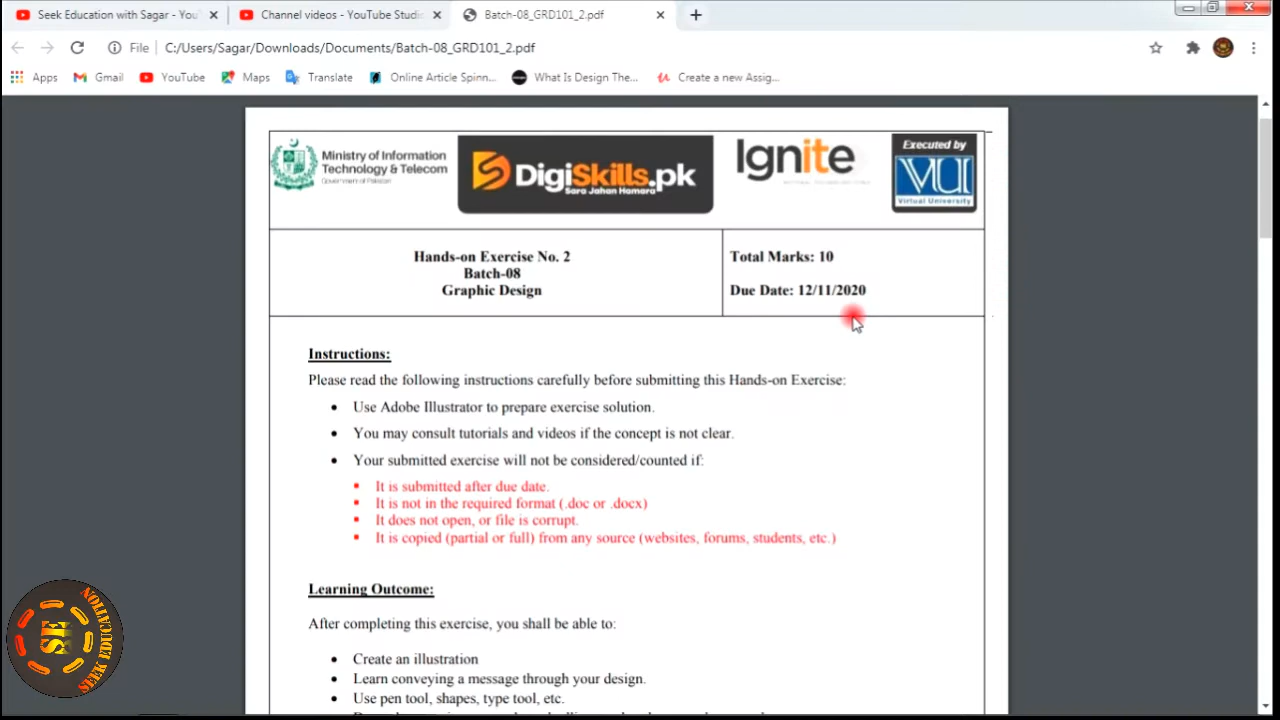 Seek Education with Sagar - You
Channel videos - YouTube Studio
Batch-08_GRD101_2.pdf
File
C:/Users/Sagar/Downloads/Documents/Batch-08_GRD101_2.pdf
Apps
Gmail
YouTube
Maps
Translate
Online Article Spinn...
What Is Design The...
Create a new Assig...
Ministry of Information
Technology & Telecom
Government of Pakistan
DigiSkills.pk
Sara Jahan Hamara
Ignite
Executed by
VU
Virtual University
Hands-on Exercise No. 2
Batch-08
Graphic Design
Total Marks: 10
Due Date: 12/11/2020
Instructions:
Please read the following instructions carefully before submitting this Hands-on Exercise:
• Use Adobe Illustrator to prepare exercise solution.
• You may consult tutorials and videos if the concept is not clear.
• Your submitted exercise will not be considered/counted if:
▪ It is submitted after due date.
▪ It is not in the required format (.doc or .docx)
▪ It does not open, or file is corrupt.
▪ It is copied (partial or full) from any source (websites, forums, students, etc.)
Learning Outcome:
After completing this exercise, you shall be able to:
• Create an illustration
• Learn conveying a message through your design.
• Use pen tool, shapes, type tool, etc.
SE
SEEK EDUCATION